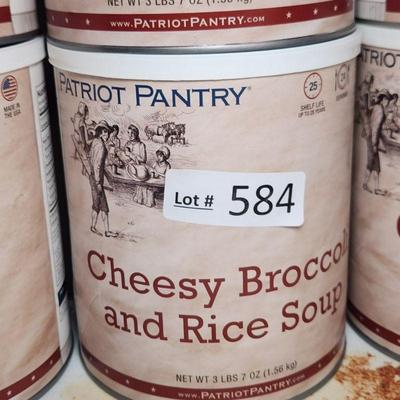 NET WT 3 LBS 7 OZ (1.56 kg)
WWW.PATRIOTPANTRY.COM
MADE IN
THE USA
PATRIOT PANTRY®
25
SHELF LIFE
UP TO 25 YEARS
Lot # 584
Cheesy Broccoli
and Rice Soup
NET WT 3 LBS 7 OZ (1.56 kg)
WWW.PATRIOTPANTRY.COM